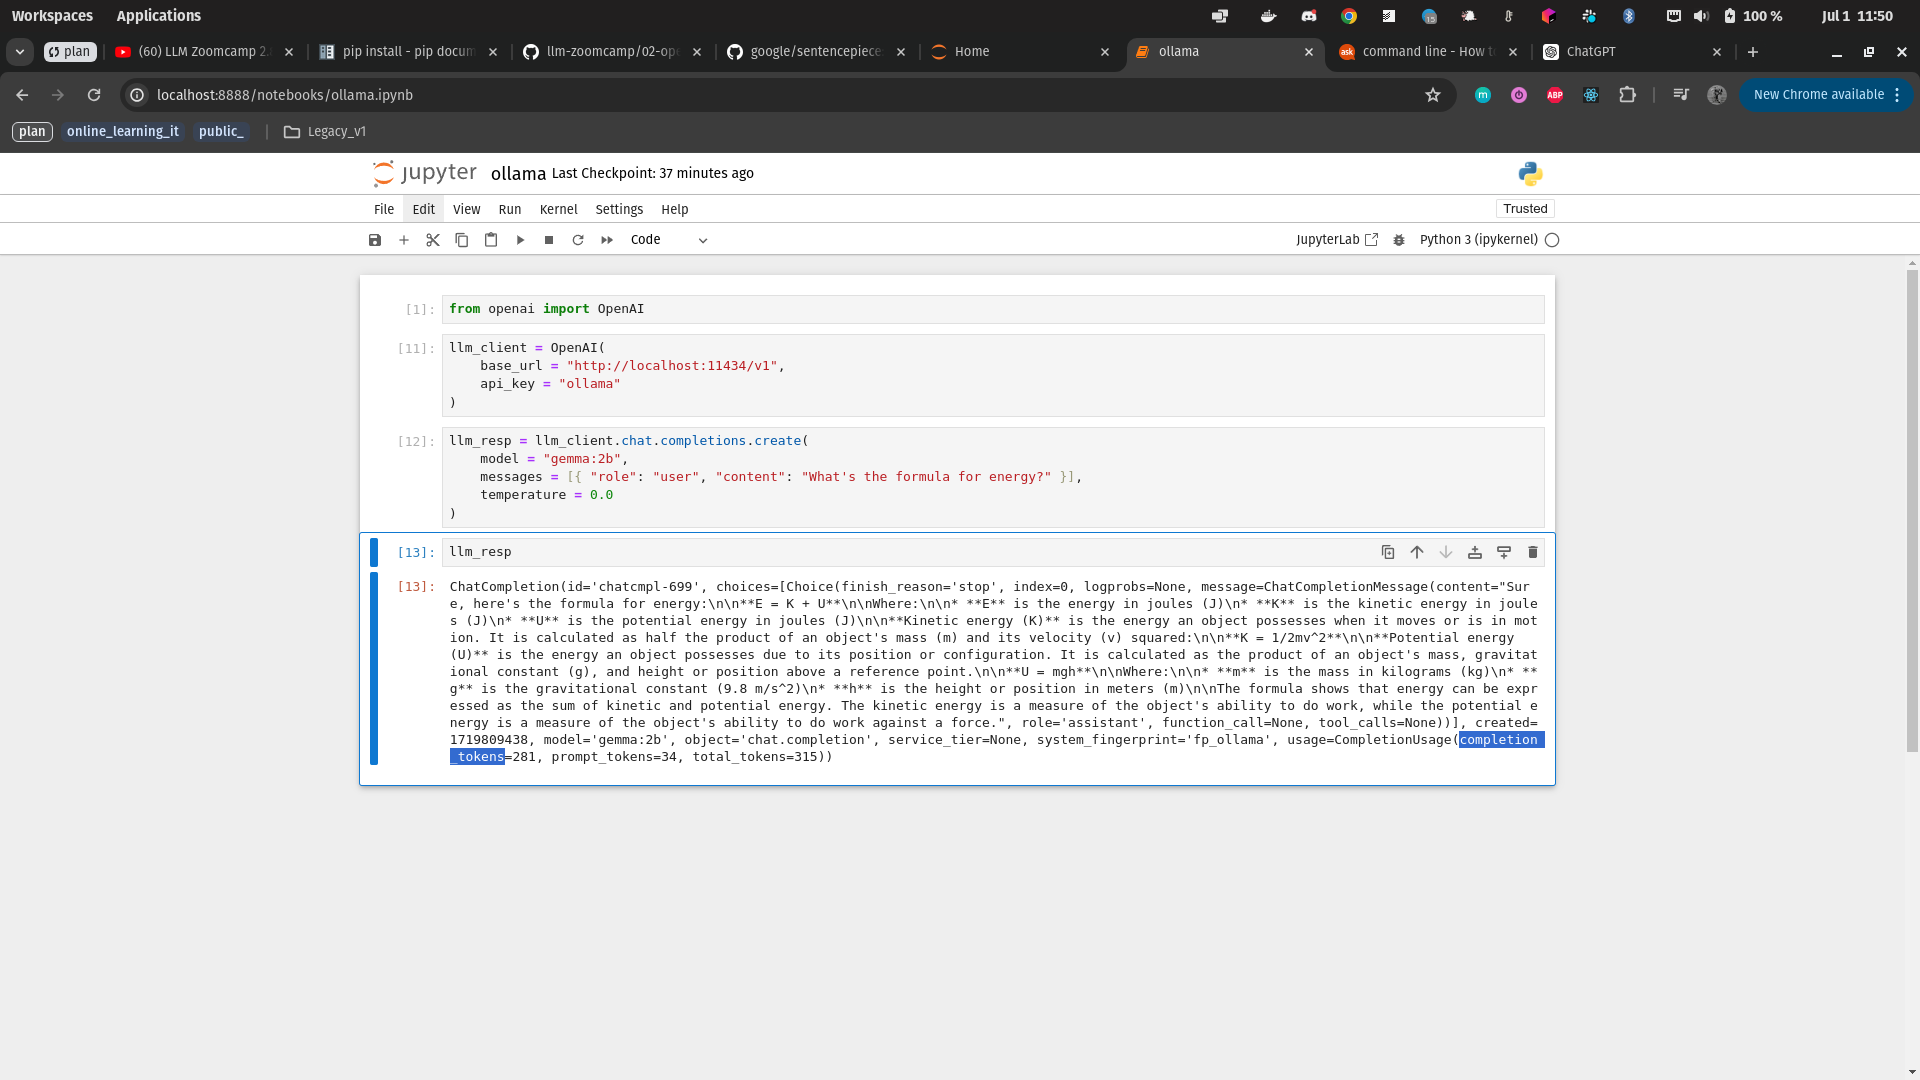 Workspaces Applications 15 100 % Jul 1 11:50
plan (60) LLM Zoomcamp 2. pip install - pip docum llm-zoomcamp/02-op google/sentencepiece Home ollama command line - How t ChatGPT
localhost:8888/notebooks/ollama.ipynb m ABP New Chrome available
plan online_learning_it public_ Legacy_v1
jupyter ollama Last Checkpoint: 37 minutes ago
File Edit View Run Kernel Settings Help Trusted
Code JupyterLab Python 3 (ipykernel)
[1]: from openai import OpenAI
[11]: llm_client = OpenAI(
base_url = "http://localhost:11434/v1",
api_key = "ollama"
)
[12]: llm_resp = llm_client.chat.completions.create(
model = "gemma:2b",
messages = [{ "role": "user", "content": "What's the formula for energy?" }],
temperature = 0.0
)
[13]: llm_resp
[13]: ChatCompletion(id='chatcmpl-699', choices=[Choice(finish_reason='stop', index=0, logprobs=None, message=ChatCompletionMessage(content="Sur
e, here's the formula for energy:\n\n**E = K + U**\n\nWhere:\n\n* **E** is the energy in joules (J)\n* **K** is the kinetic energy in joule
s (J)\n* **U** is the potential energy in joules (J)\n\n**Kinetic energy (K)** is the energy an object possesses when it moves or is in mot
ion. It is calculated as half the product of an object's mass (m) and its velocity (v) squared:\n\n**K = 1/2mv^2**\n\n**Potential energy
(U)** is the energy an object possesses due to its position or configuration. It is calculated as the product of an object's mass, gravitat
ional constant (g), and height or position above a reference point.\n\n**U = mgh**\n\nWhere:\n\n* **m** is the mass in kilograms (kg)\n* **
g** is the gravitational constant (9.8 m/s^2)\n* **h** is the height or position in meters (m)\n\nThe formula shows that energy can be expr
essed as the sum of kinetic and potential energy. The kinetic energy is a measure of the object's ability to do work, while the potential e
nergy is a measure of the object's ability to do work against a force.", role='assistant', function_call=None, tool_calls=None))], created=
1719809438, model='gemma:2b', object='chat.completion', service_tier=None, system_fingerprint='fp_ollama', usage=CompletionUsage(completion
_tokens=281, prompt_tokens=34, total_tokens=315))